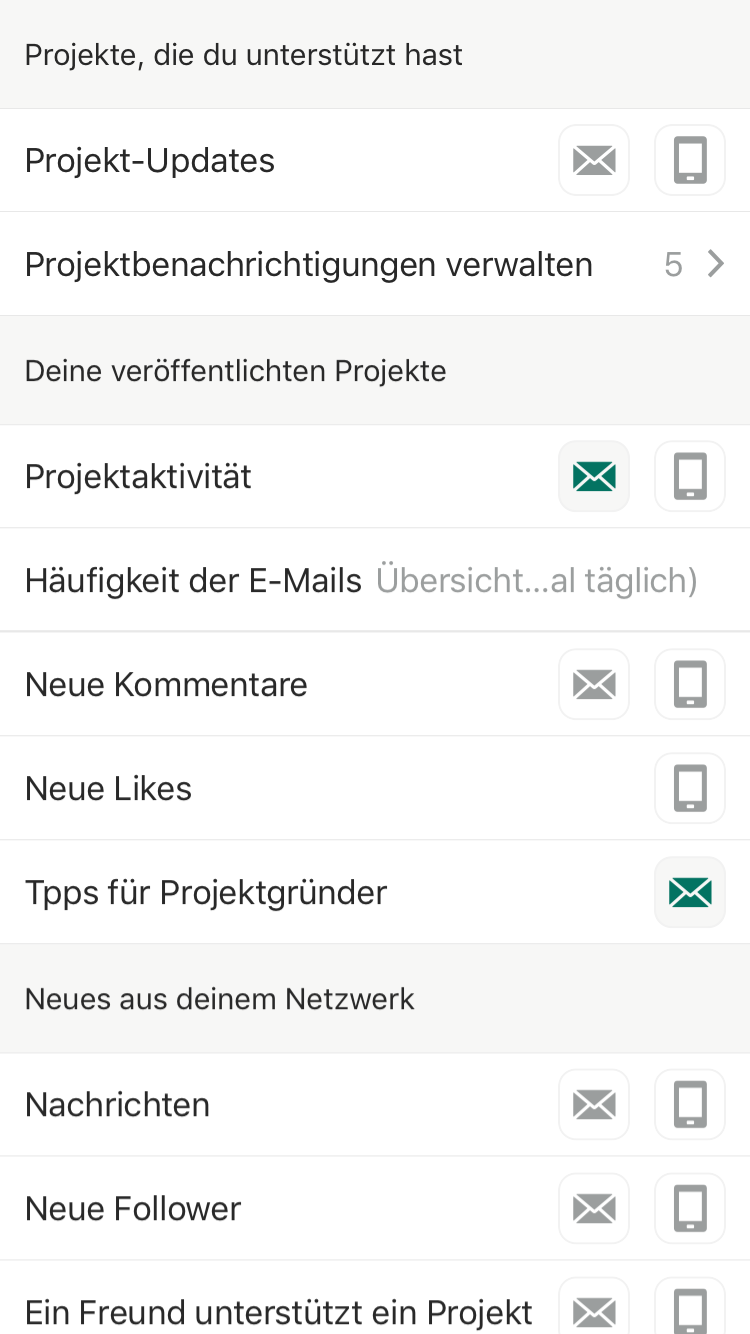 Projekte, die du unterstützt hast
Projekt-Updates
Projektbenachrichtigungen verwalten 5
Deine veröffentlichten Projekte
Projektaktivität
Häufigkeit der E-Mails Übersicht...al täglich)
Neue Kommentare
Neue Likes
Tpps für Projektgründer
Neues aus deinem Netzwerk
Nachrichten
Neue Follower
Ein Freund unterstützt ein Projekt